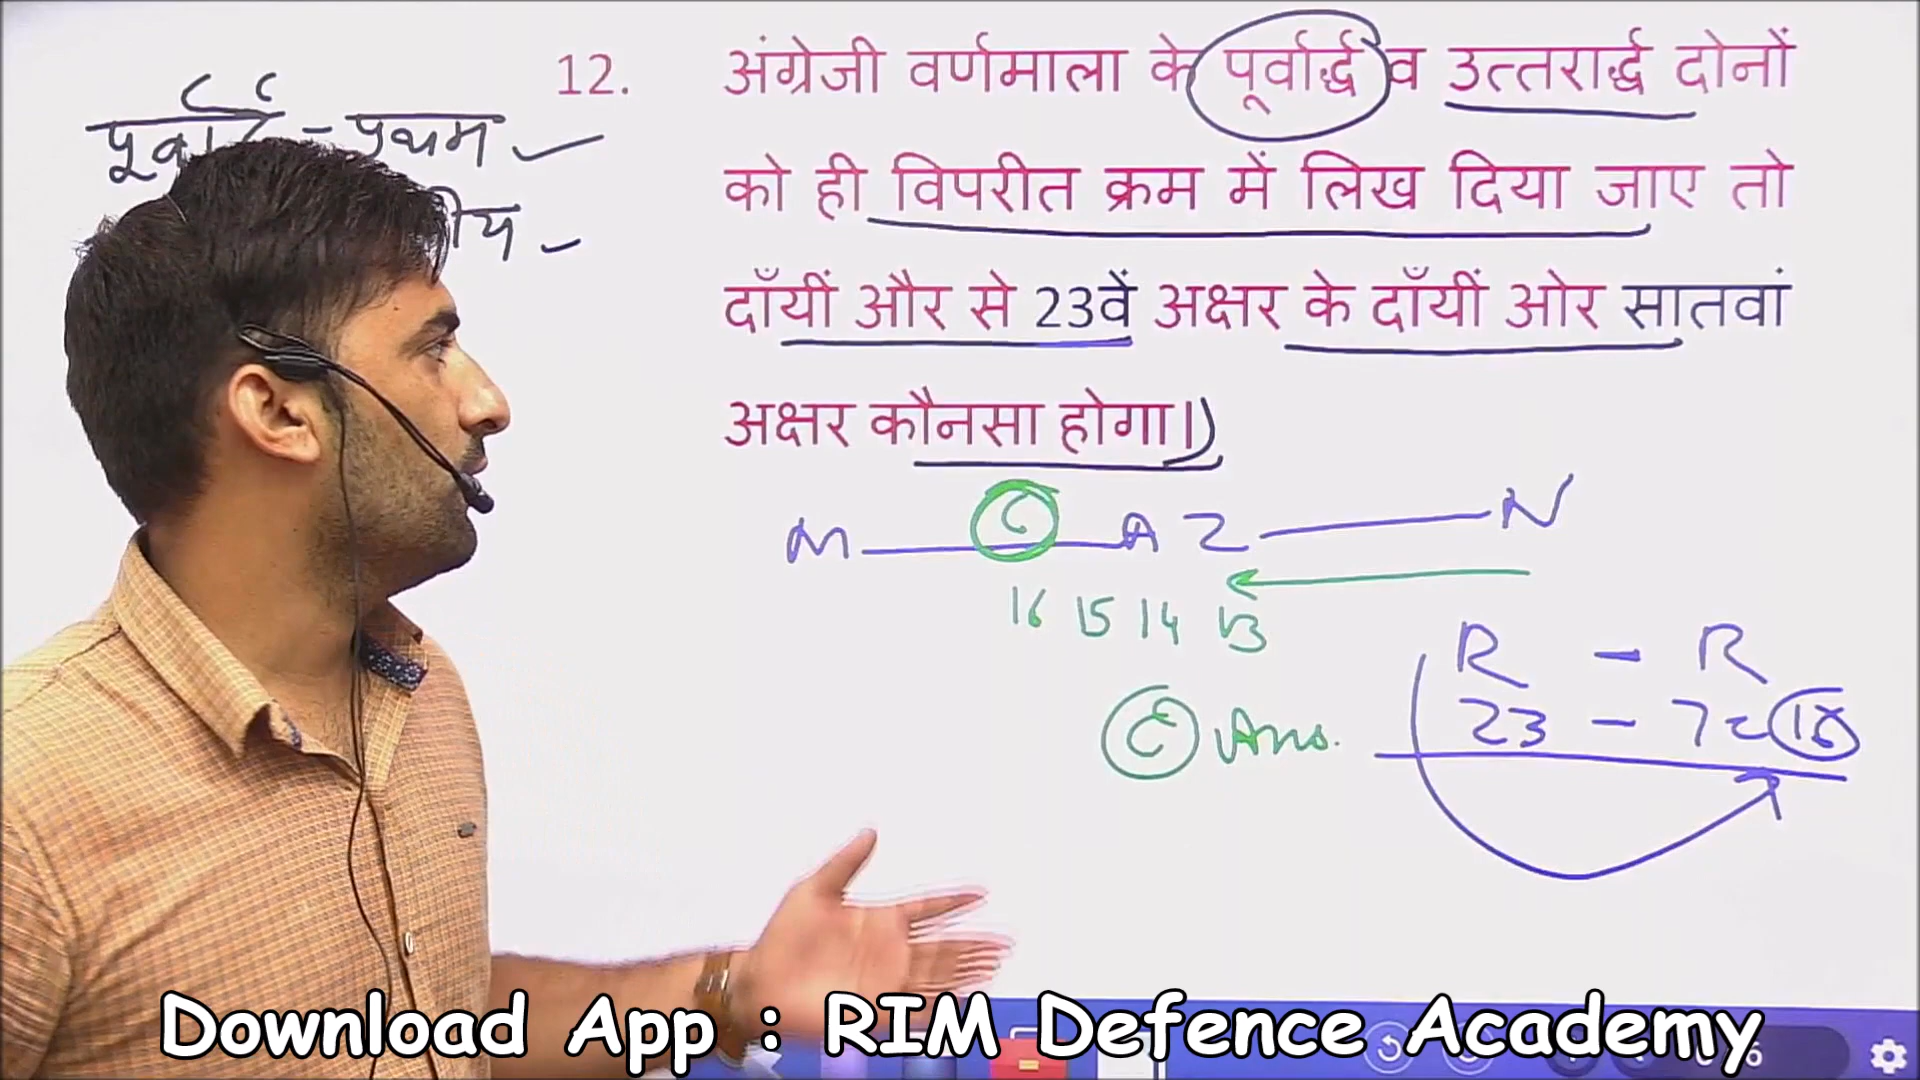 12. अंग्रेजी वर्णमाला के पूर्वार्द्ध व उत्तरार्द्ध दोनों
को ही विपरीत क्रम में लिख दिया जाए तो
दाँयीं और से 23वें अक्षर के दाँयीं ओर सातवां
अक्षर कौनसा होगा।)
- प्रथम
M C A Z N
16 15 14 13
R - R
23 - 7 = 16
C Ans.
Download App : RIM Defence Academy